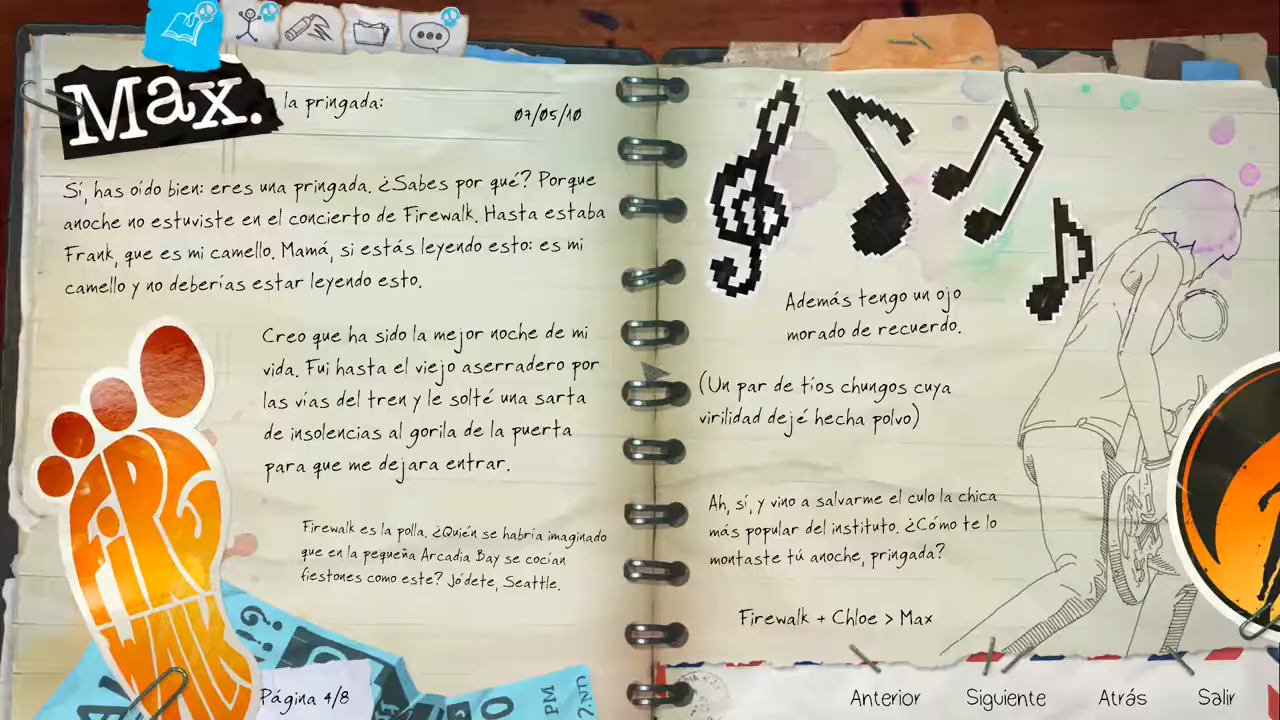 Max.
la pringada:
07/05/10
Sí, has oído bien: eres una pringada. ¿Sabes por qué? Porque
anoche no estuviste en el concierto de Firewalk. Hasta estaba
Frank, que es mi camello. Mamá, si estás leyendo esto: es mi
camello y no deberías estar leyendo esto.
Creo que ha sido la mejor noche de mi
vida. Fui hasta el viejo aserradero por
las vías del tren y le solté una sarta
de insolencias al gorila de la puerta
para que me dejara entrar.
Firewalk es la polla. ¿Quién se habría imaginado
que en la pequeña Arcadia Bay se cocían
fiestones como este? Jódete, Seattle.
FIRE
WALK
PM
Página 4/8
Además tengo un ojo
morado de recuerdo.
(Un par de tíos chungos cuya
virilidad dejé hecha polvo)
Ah, sí, y vino a salvarme el culo la chica
más popular del instituto. ¿Cómo te lo
montaste tú anoche, pringada?
Firewalk + Chloe > Max
Anterior
Siguiente
Atrás
Salir